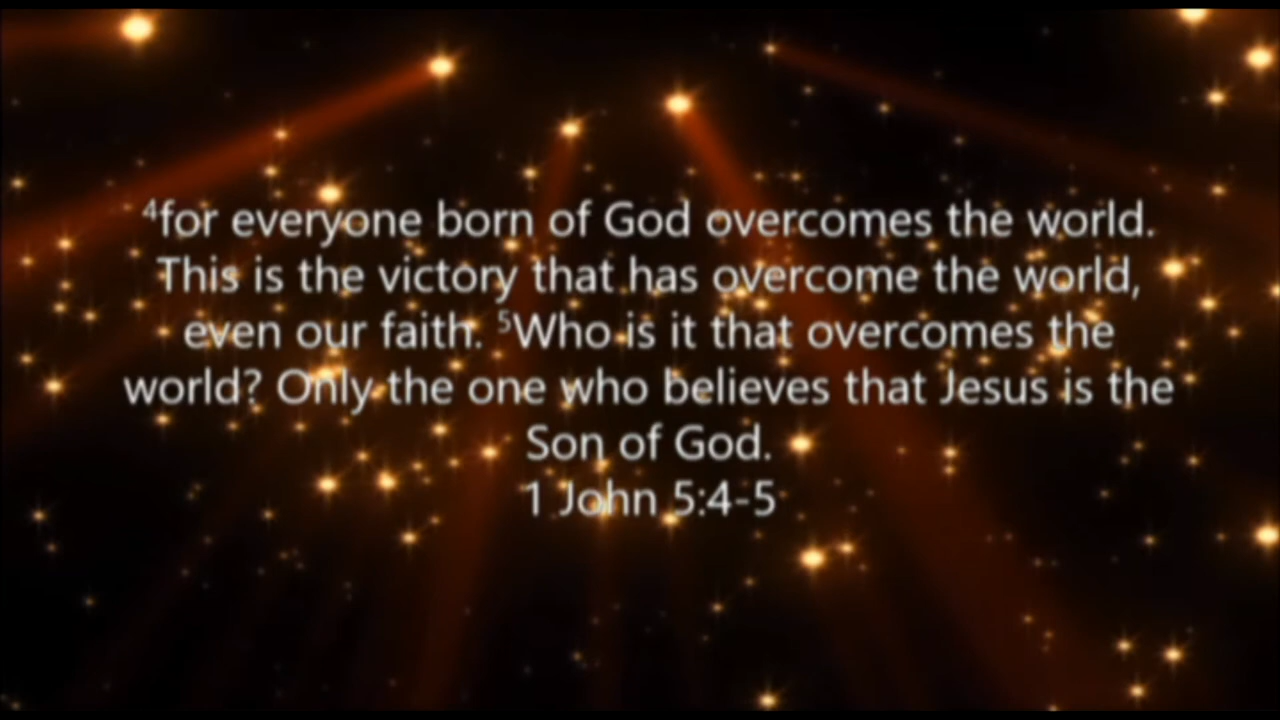 ⁴for everyone born of God overcomes the world.
This is the victory that has overcome the world,
even our faith. ⁵Who is it that overcomes the
world? Only the one who believes that Jesus is the
Son of God.
1 John 5:4-5